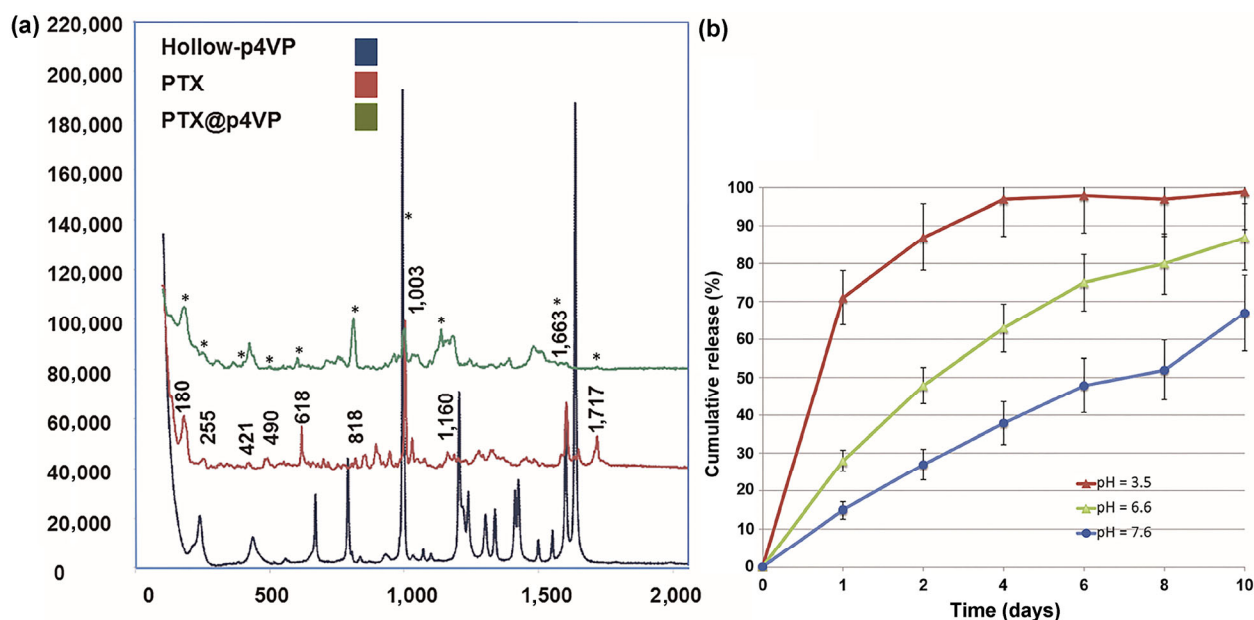 (a)
220,000
200,000
180,000
160,000
140,000
120,000
100,000
80,000
60,000
40,000
20,000
0
Hollow-p4VP
PTX
PTX@p4VP
* * * * * * * * 1,003 * 1,663 * *
180 255 421 490 618 818 1,160 1,717
0 500 1,000 1,500 2,000
(b)
Cumulative release (%)
100
90
80
70
60
50
40
30
20
10
0
pH = 3.5
pH = 6.6
pH = 7.6
0 1 2 4 6 8 10
Time (days)